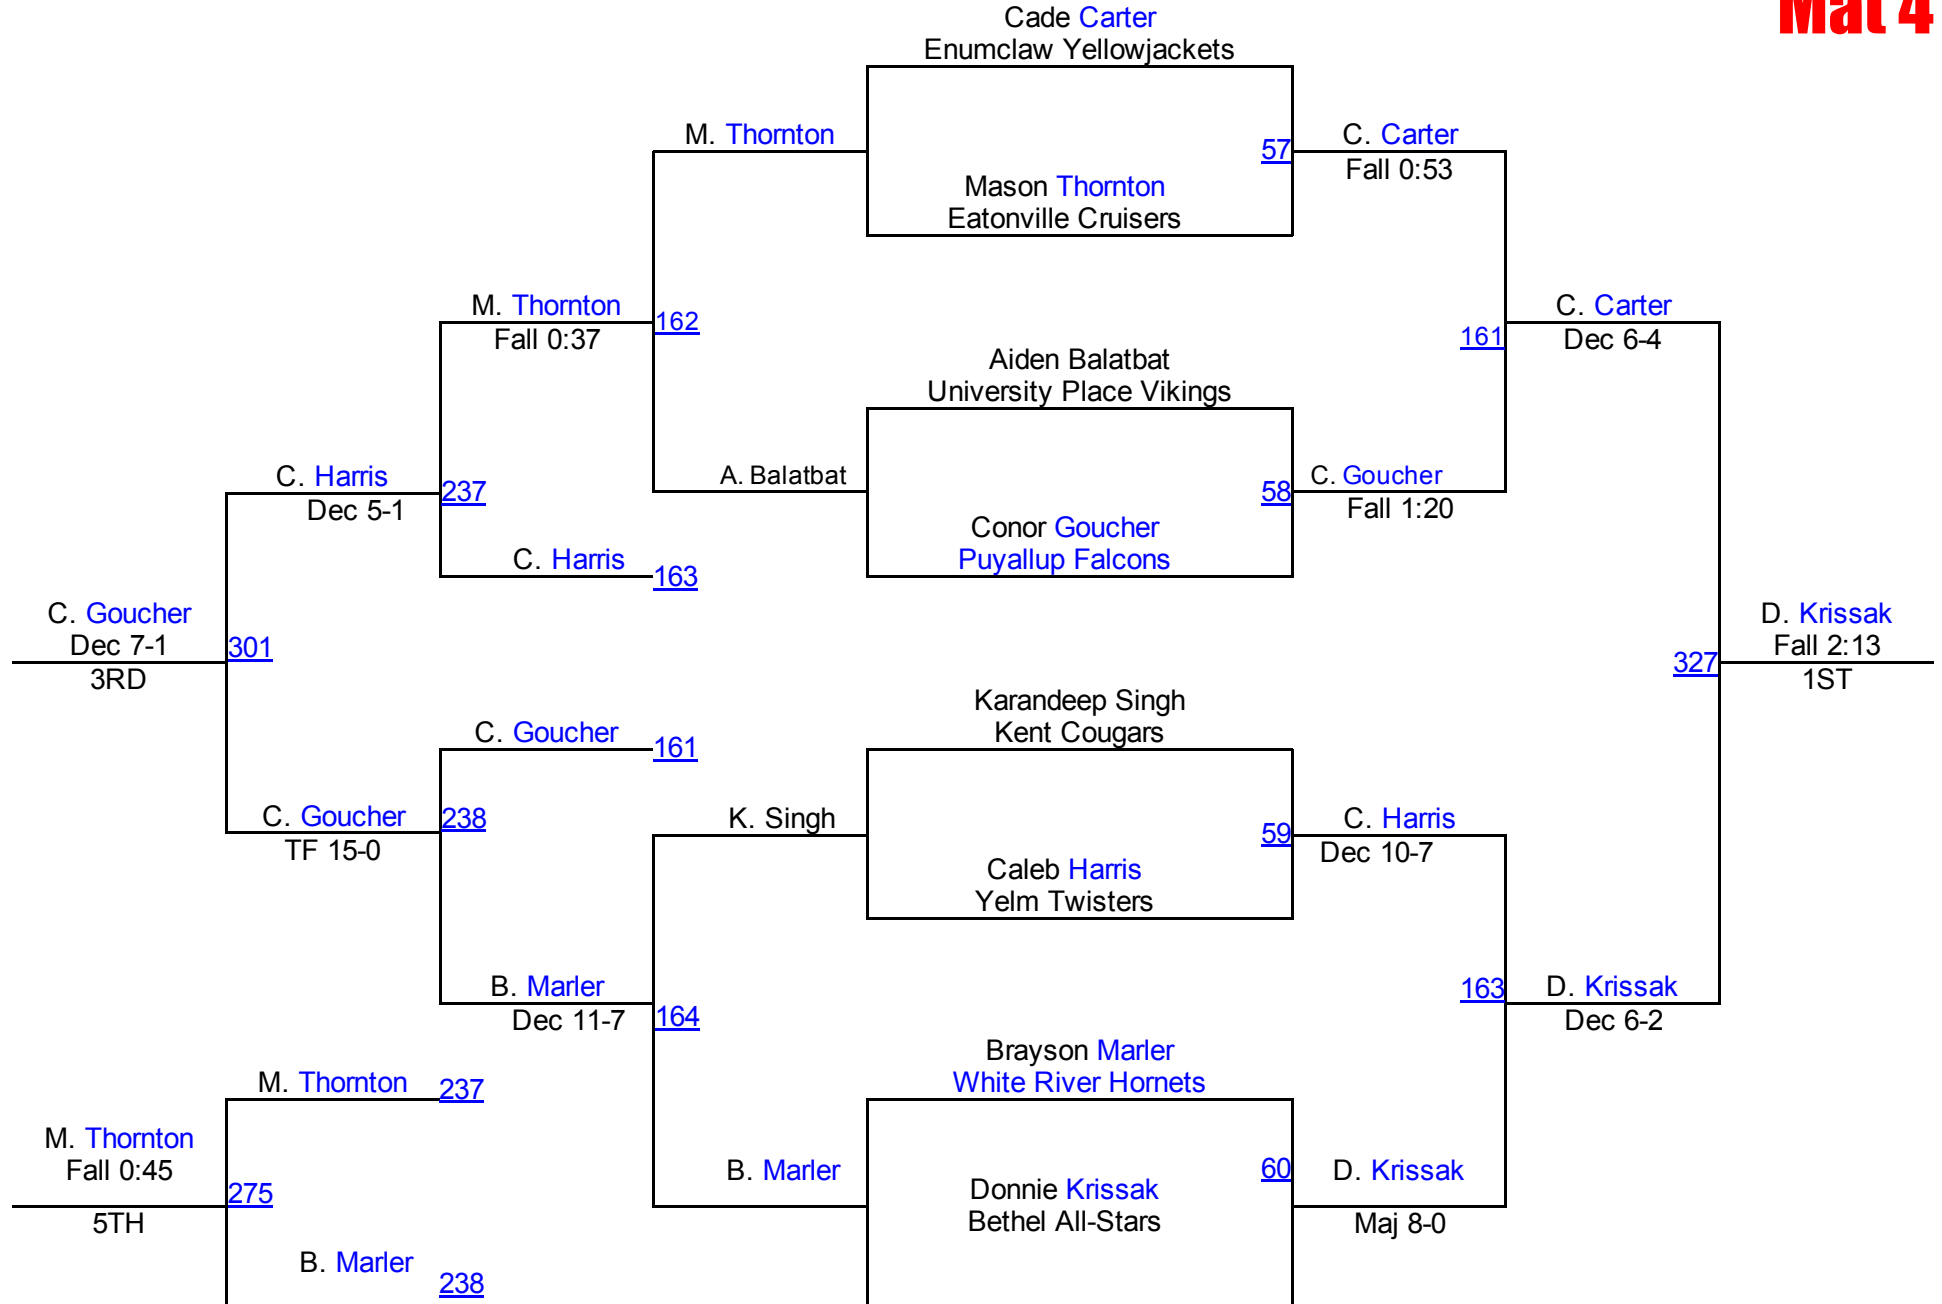 Mat 4
Cade Carter
Enumclaw Yellowjackets
M. Thornton
57
C. Carter
Fall 0:53
Mason Thornton
Eatonville Cruisers
M. Thornton
Fall 0:37
162
C. Carter
Dec 6-4
161
Aiden Balatbat
University Place Vikings
C. Harris
Dec 5-1
237
A. Balatbat
58
C. Goucher
Fall 1:20
Conor Goucher
Puyallup Falcons
C. Harris
163
C. Goucher
Dec 7-1
3RD
301
D. Krissak
Fall 2:13
1ST
327
Karandeep Singh
Kent Cougars
C. Goucher
161
C. Goucher
TF 15-0
238
K. Singh
59
C. Harris
Dec 10-7
Caleb Harris
Yelm Twisters
B. Marler
Dec 11-7
164
163
D. Krissak
Dec 6-2
Brayson Marler
White River Hornets
M. Thornton
237
M. Thornton
Fall 0:45
5TH
275
B. Marler
60
D. Krissak
Maj 8-0
Donnie Krissak
Bethel All-Stars
B. Marler
238